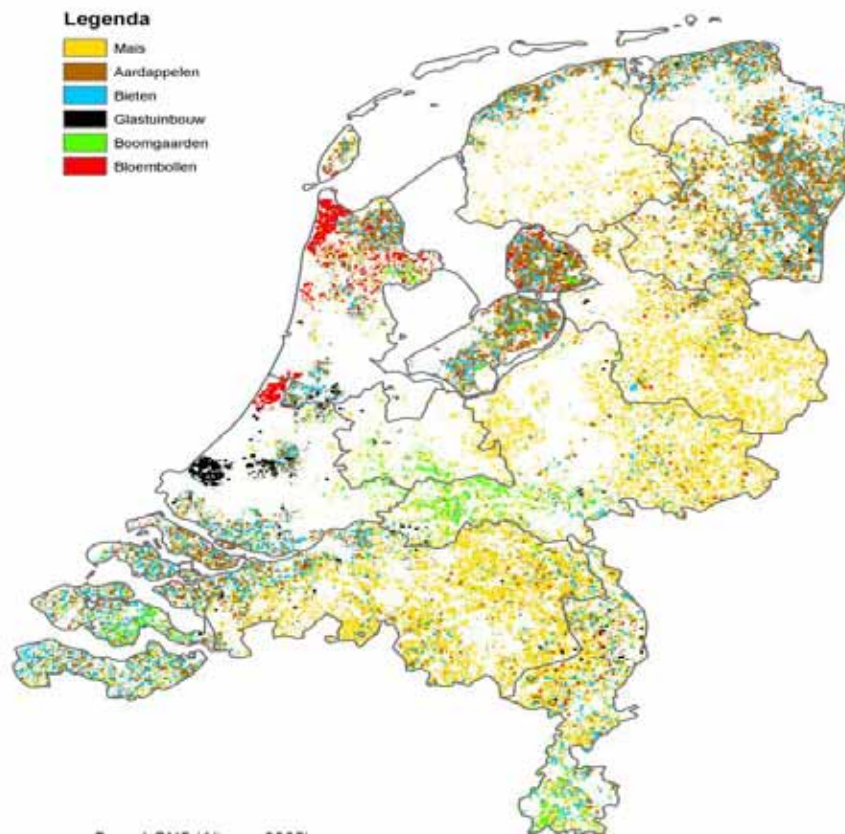 Legenda
Mais
Aardappelen
Bieten
Glastuinbouw
Boomgaarden
Bloembollen